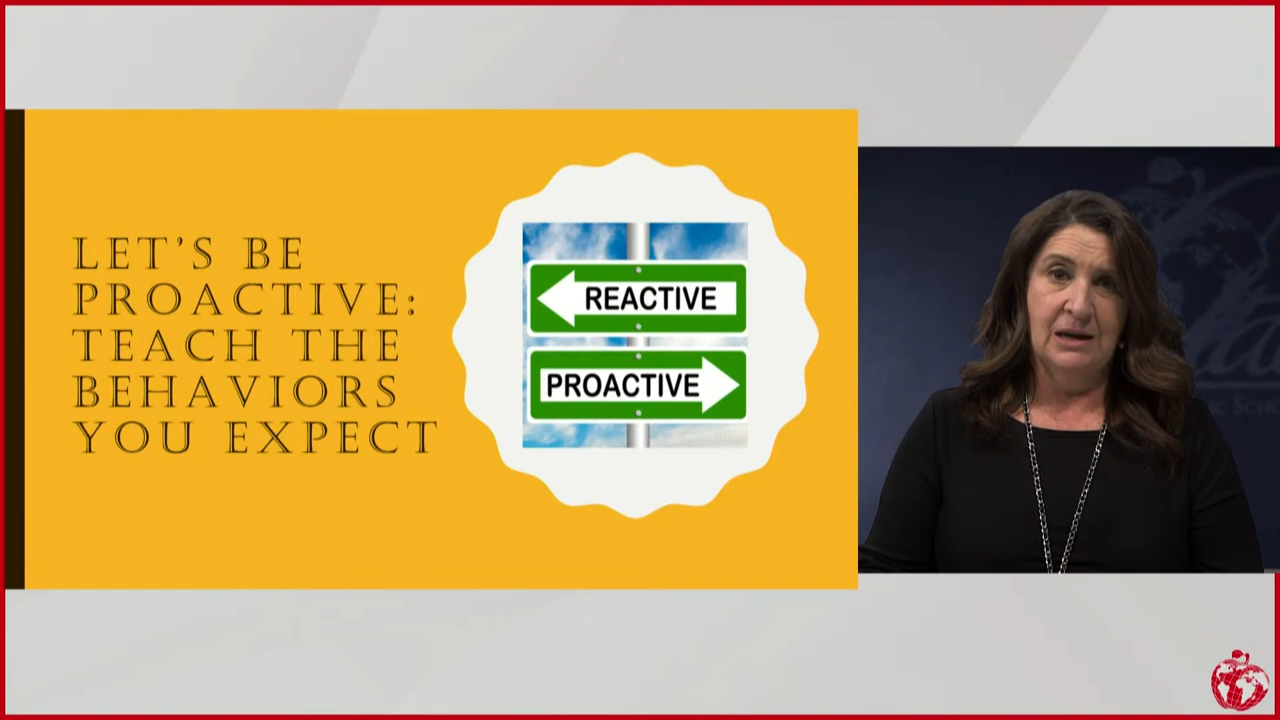 LET'S BE
PROACTIVE:
TEACH THE
BEHAVIORS
YOU EXPECT
REACTIVE
PROACTIVE